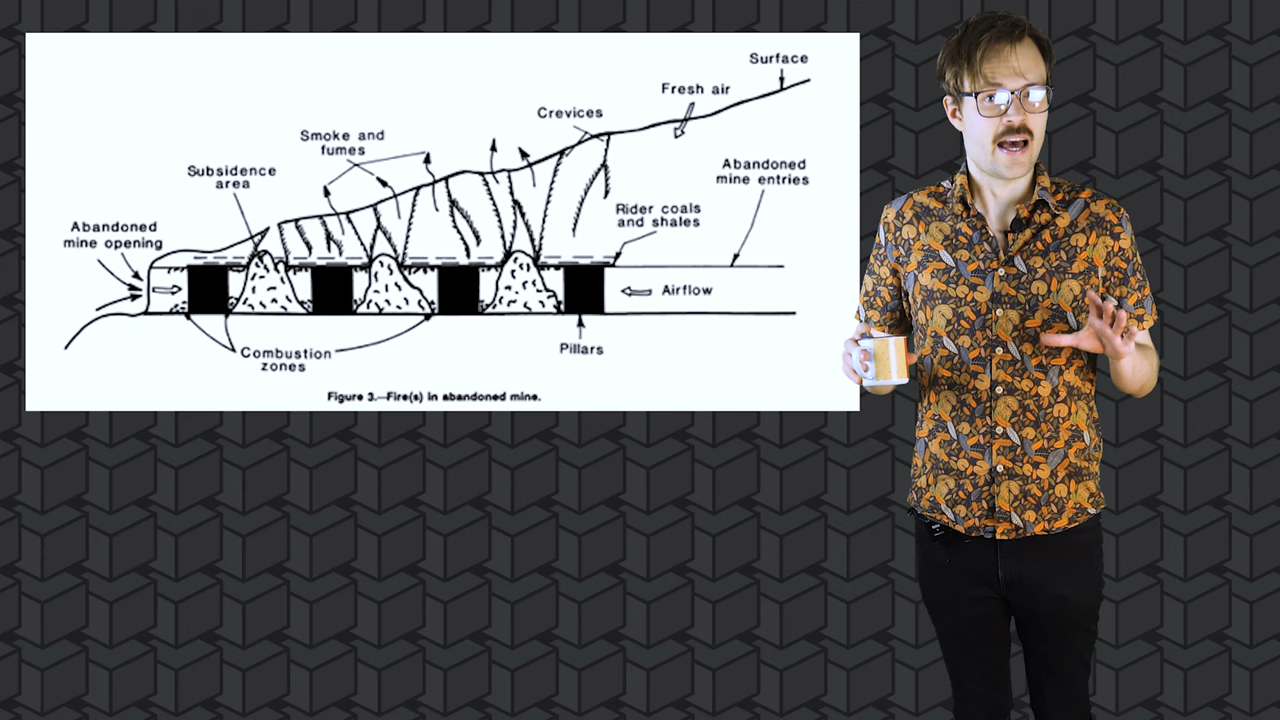 Surface
Fresh air
Crevices
Smoke and
fumes
Subsidence
area
Abandoned
mine entries
Rider coals
and shales
Abandoned
mine opening
Airflow
Combustion
zones
Pillars
Figure 3.—Fire(s) in abandoned mine.